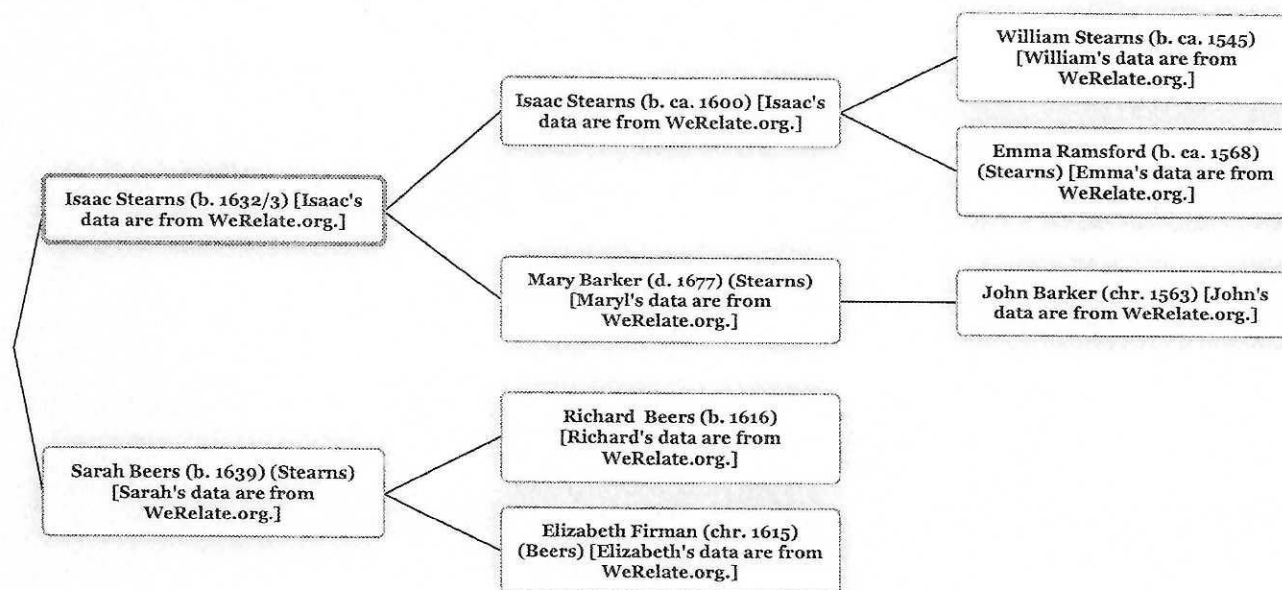 William Stearns (b. ca. 1545)
[William's data are from
WeRelate.org.]
Isaac Stearns (b. ca. 1600) [Isaac's
data are from WeRelate.org.]
Emma Ramsford (b. ca. 1568)
(Stearns) [Emma's data are from
WeRelate.org.]
Isaac Stearns (b. 1632/3) [Isaac's
data are from WeRelate.org.]
Mary Barker (d. 1677) (Stearns)
[Maryl's data are from
WeRelate.org.]
John Barker (chr. 1563) [John's
data are from WeRelate.org.]
Richard Beers (b. 1616)
[Richard's data are from
WeRelate.org.]
Sarah Beers (b. 1639) (Stearns)
[Sarah's data are from
WeRelate.org.]
Elizabeth Firman (chr. 1615)
(Beers) [Elizabeth's data are from
WeRelate.org.]